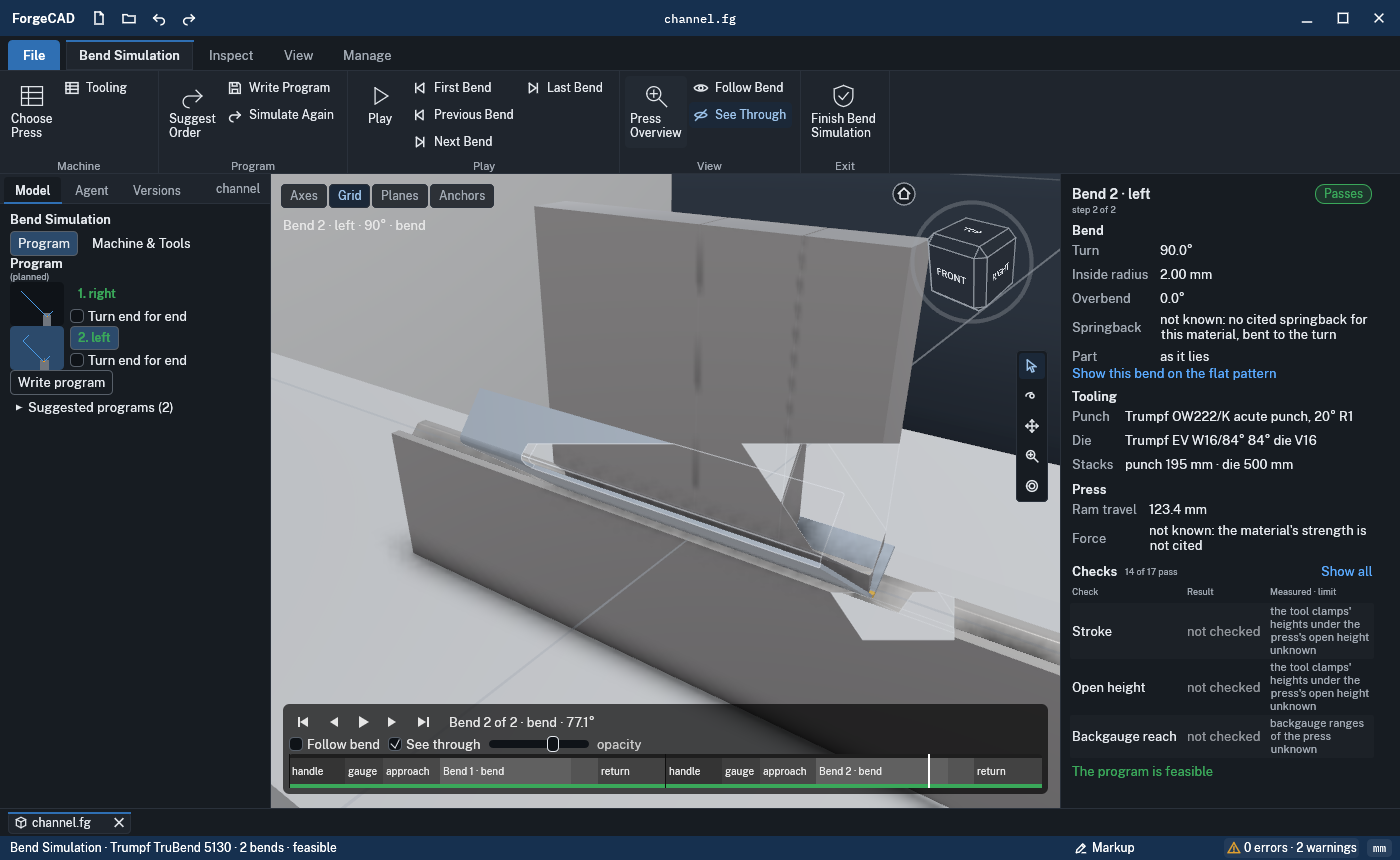 ForgeCAD
channel.fg
File
Bend Simulation
Inspect
View
Manage
Choose Press
Tooling
Machine
Suggest Order
Write Program
Simulate Again
Program
Play
First Bend
Previous Bend
Next Bend
Last Bend
Play
Press Overview
Follow Bend
See Through
View
Finish Bend Simulation
Exit
Model
Agent
Versions
channel
Bend Simulation
Program
Machine & Tools
Program
(planned)
1. right
Turn end for end
2. left
Turn end for end
Write program
Suggested programs (2)
Axes
Grid
Planes
Anchors
Bend 2 · left · 90° · bend
TOP
FRONT
RIGHT
Bend 2 of 2 · bend · 77.1°
Follow bend
See through
opacity
handle
gauge
approach
Bend 1 · bend
return
handle
gauge
approach
Bend 2 · bend
return
Bend 2 · left
Passes
step 2 of 2
Bend
Turn 90.0°
Inside radius 2.00 mm
Overbend 0.0°
Springback not known: no cited springback for
this material, bent to the turn
Part as it lies
Show this bend on the flat pattern
Tooling
Punch Trumpf OW222/K acute punch, 20° R1
Die Trumpf EV W16/84° 84° die V16
Stacks punch 195 mm · die 500 mm
Press
Ram travel 123.4 mm
Force not known: the material's strength is
not cited
Checks 14 of 17 pass Show all
Check Result Measured · limit
Stroke not checked the tool clamps'
heights under the
press's open height
unknown
Open height not checked the tool clamps'
heights under the
press's open height
unknown
Backgauge reach not checked backgauge ranges
of the press
unknown
The program is feasible
channel.fg
Bend Simulation · Trumpf TruBend 5130 · 2 bends · feasible
Markup
0 errors · 2 warnings
mm